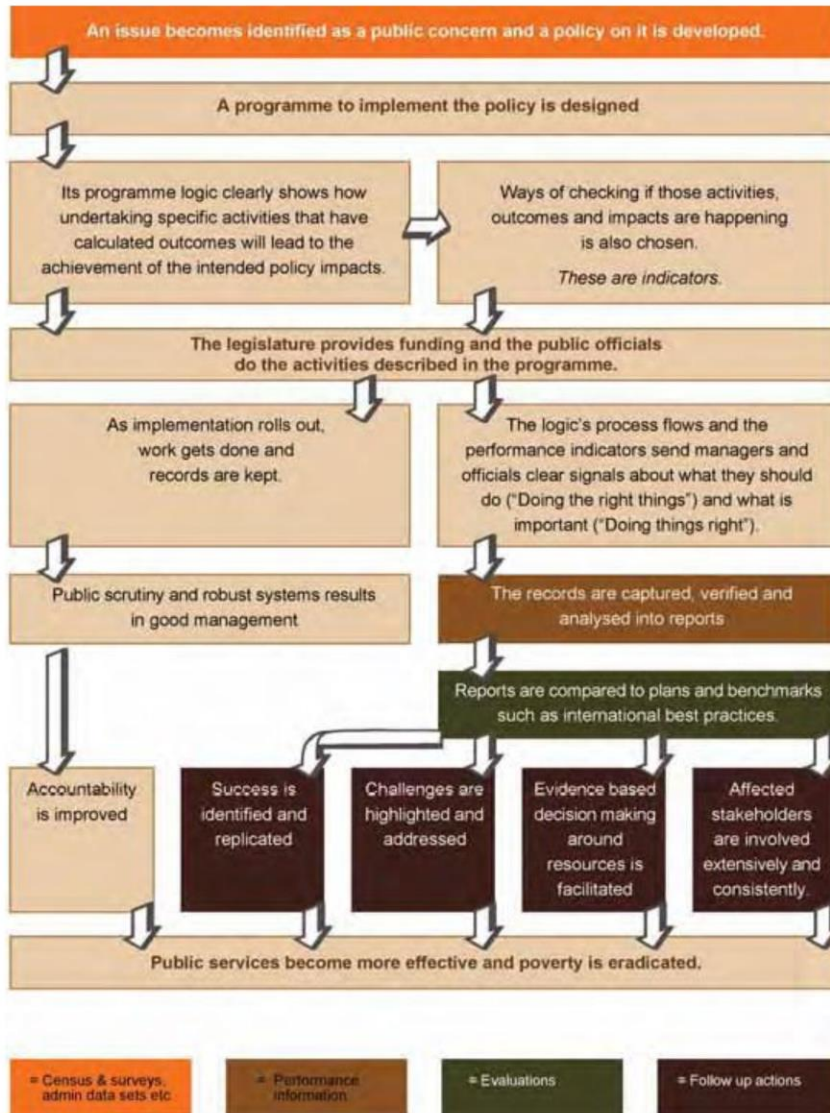 An issue becomes identified as a public concern and a policy on it is developed.
A programme to implement the policy is designed
Its programme logic clearly shows how
undertaking specific activities that have
calculated outcomes will lead to the
achievement of the intended policy impacts.
Ways of checking if those activities,
outcomes and impacts are happening
is also chosen.
These are indicators.
The legislature provides funding and the public officials
do the activities described in the programme.
As implementation rolls out,
work gets done and
records are kept.
The logic's process flows and the
performance indicators send managers and
officials clear signals about what they should
do ("Doing the right things") and what is
important ("Doing things right").
Public scrutiny and robust systems results
in good management
The records are captured, verified and
analysed into reports
Reports are compared to plans and benchmarks
such as international best practices.
Accountability
is improved
Success is
identified and
replicated
Challenges are
highlighted and
addressed
Evidence based
decision making
around
resources is
facilitated
Affected
stakeholders
are involved
extensively and
consistently.
Public services become more effective and poverty is eradicated.
= Census & surveys,
admin data sets etc
= Performance
information
= Evaluations
= Follow up actions